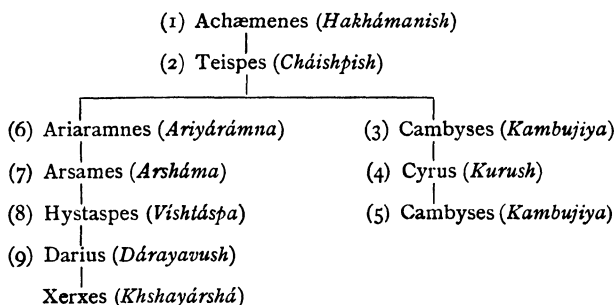 (1) Achæmenes (Hakhámanish)
(2) Teispes (Cháishpish)
(6) Ariaramnes (Ariyárámna) (3) Cambyses (Kambujiya)
(7) Arsames (Arsháma) (4) Cyrus (Kurush)
(8) Hystaspes (Víshtáspa) (5) Cambyses (Kambujiya)
(9) Darius (Dárayavush)
Xerxes (Khshayárshá)